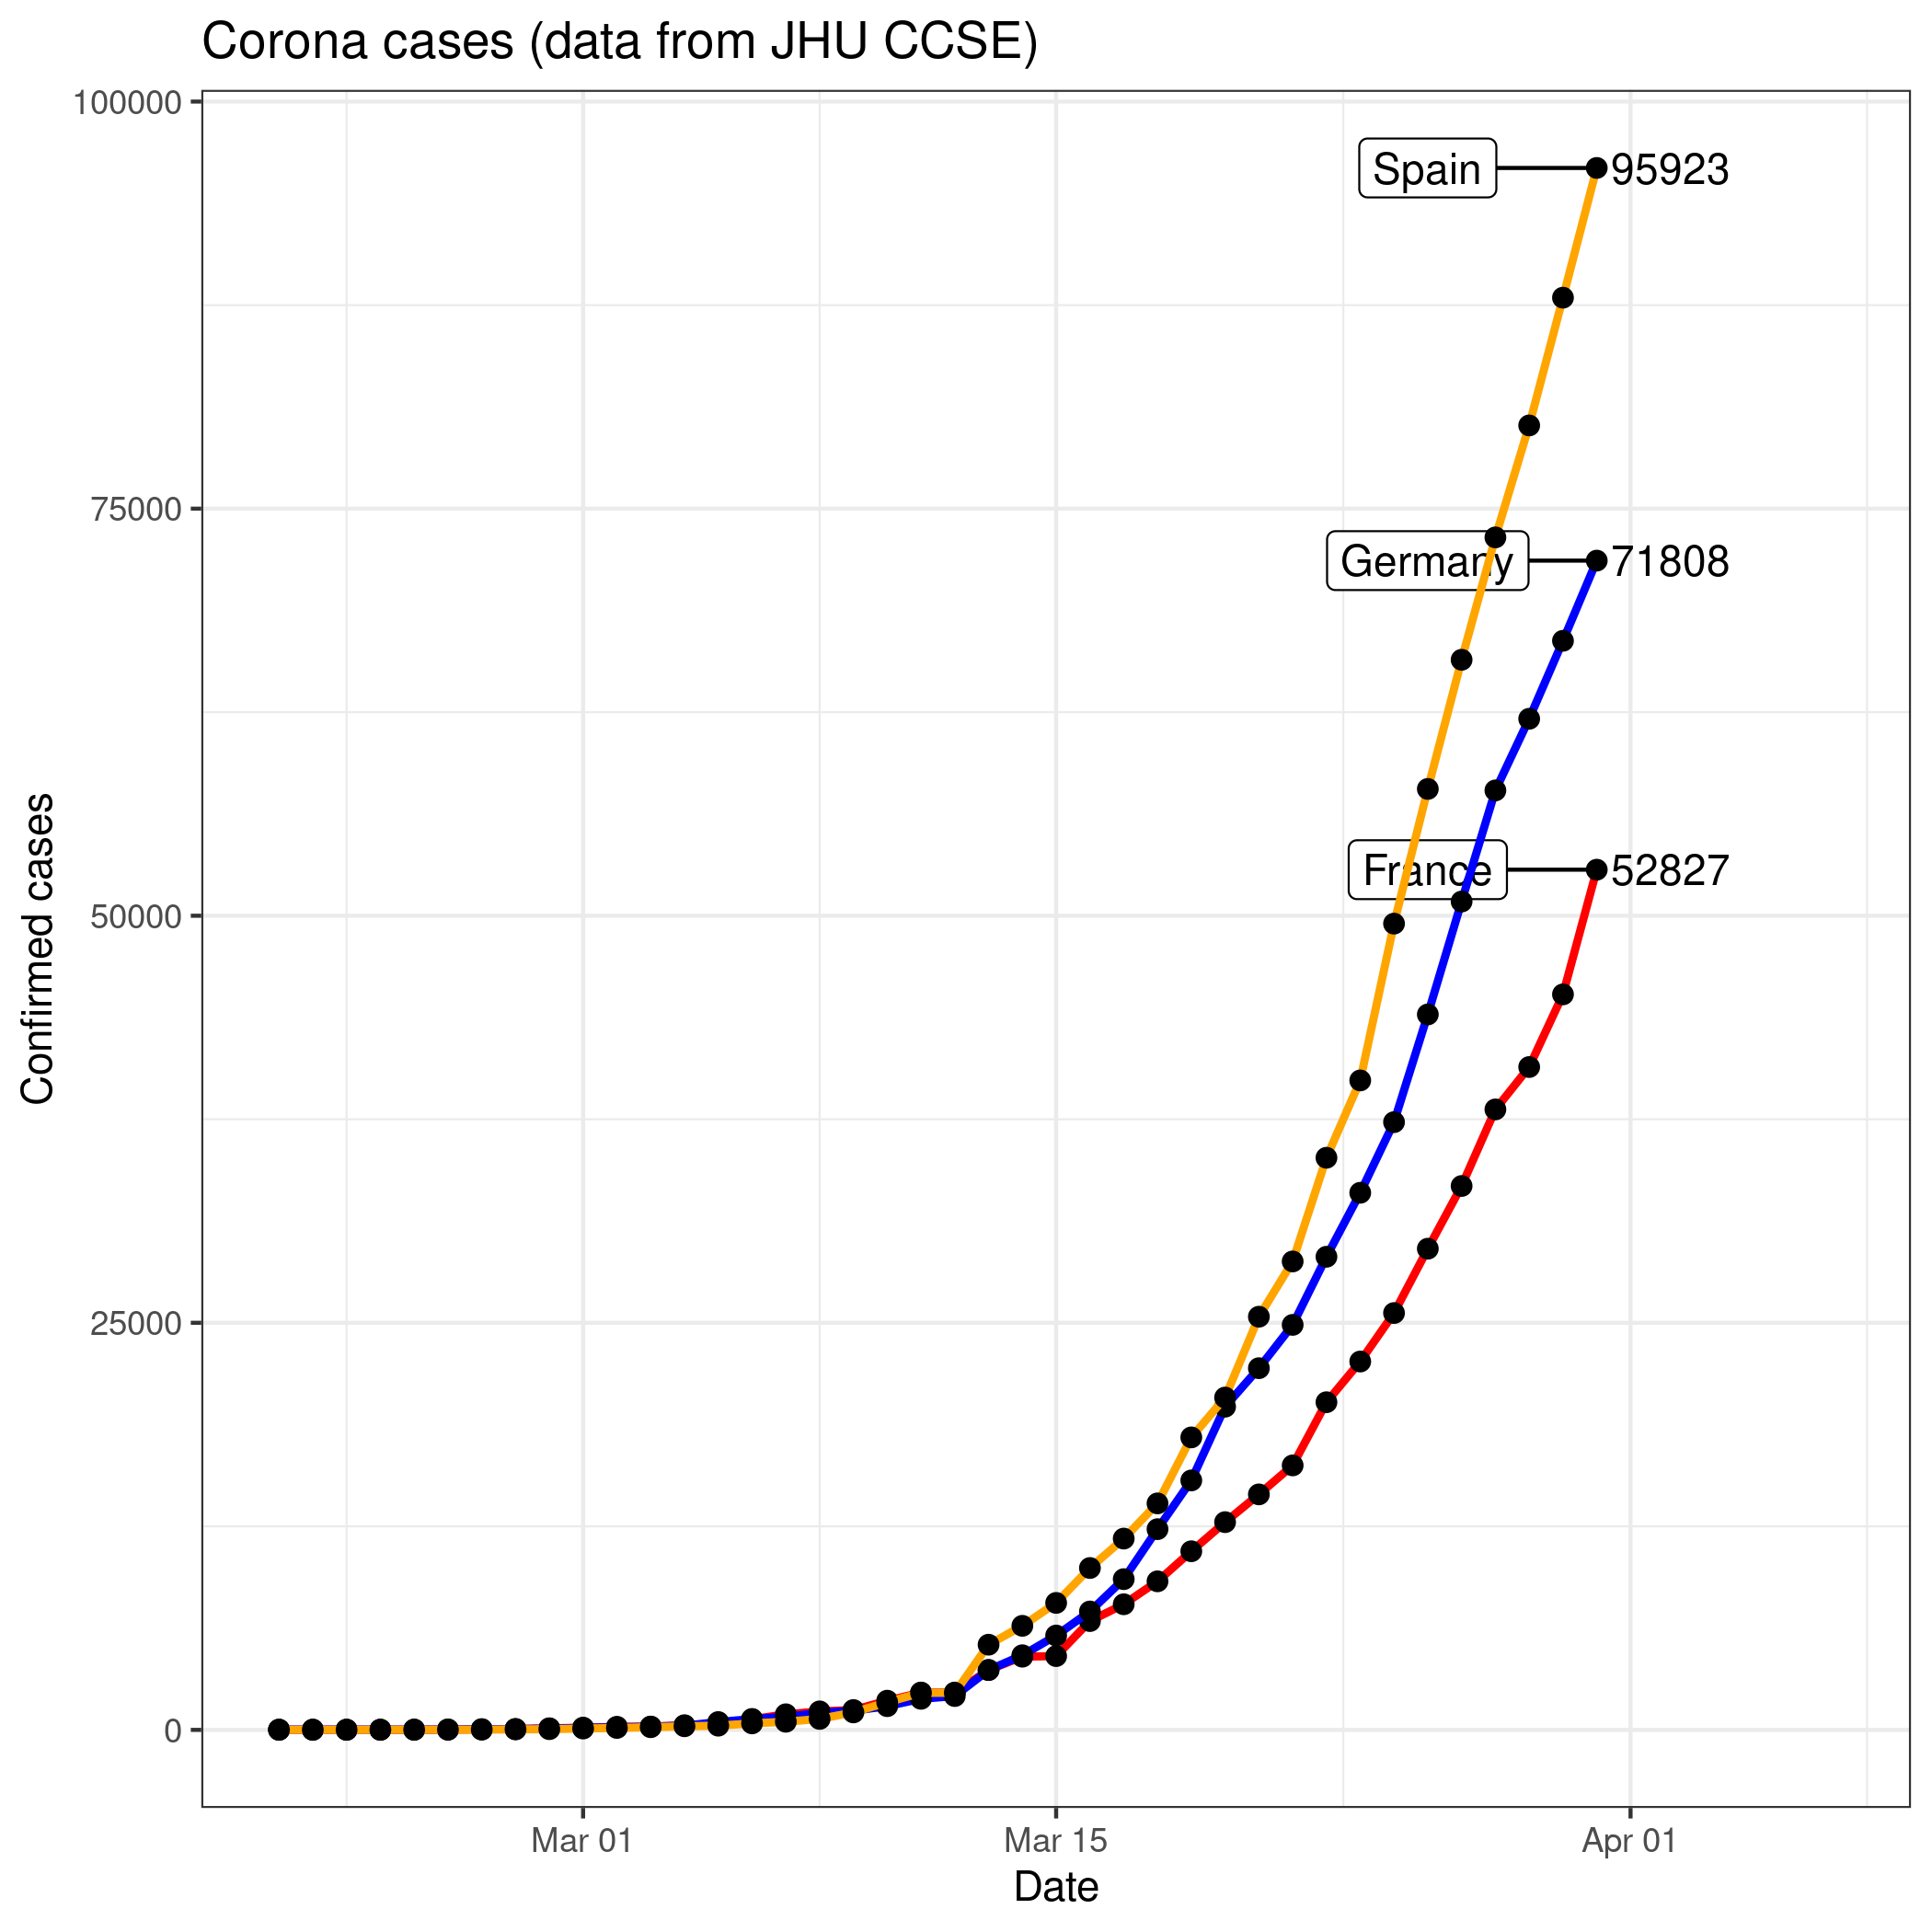 Corona cases (data from JHU CCSE)
100000
75000
50000
25000
0
Confirmed cases
Spain
95923
Germany
71808
France
52827
Mar 01
Mar 15
Apr 01
Date